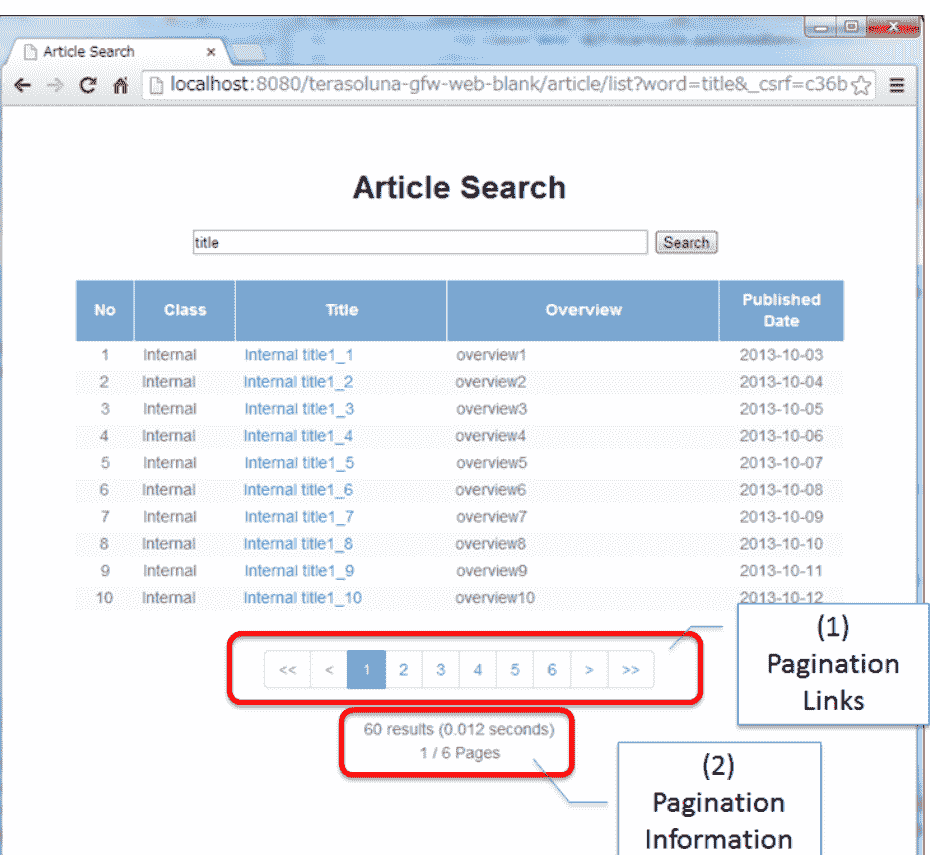 Article Search
localhost:8080/terasoluna-gfw-web-blank/article/list?word=title&_csrf=c36b
Article Search
title Search
No Class Title Overview Published
Date
1 Internal Internal title1_1 overview1 2013-10-03
2 Internal Internal title1_2 overview2 2013-10-04
3 Internal Internal title1_3 overview3 2013-10-05
4 Internal Internal title1_4 overview4 2013-10-06
5 Internal Internal title1_5 overview5 2013-10-07
6 Internal Internal title1_6 overview6 2013-10-08
7 Internal Internal title1_7 overview7 2013-10-09
8 Internal Internal title1_8 overview8 2013-10-10
9 Internal Internal title1_9 overview9 2013-10-11
10 Internal Internal title1_10 overview10 2013-10-12
<< < 1 2 3 4 5 6 > >>
(1)
Pagination
Links
60 results (0.012 seconds)
1 / 6 Pages
(2)
Pagination
Information